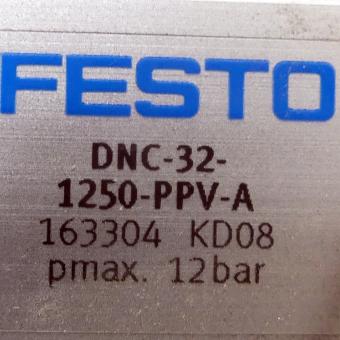 FESTO
DNC-32-
1250-PPV-A
163304 KD08
pmax. 12bar